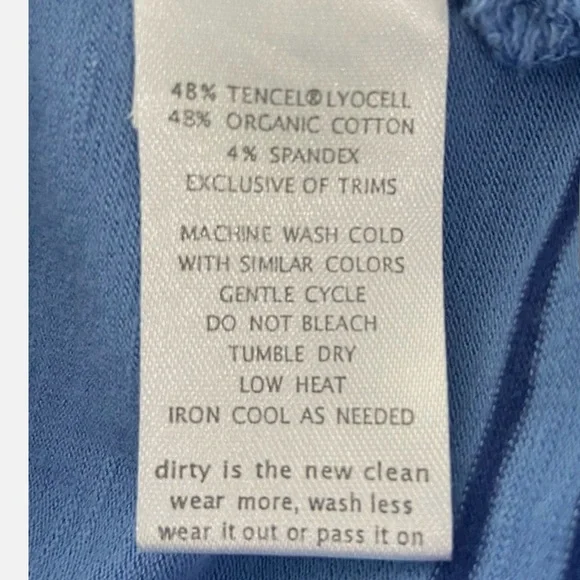 48% TENCEL® LYOCELL
48% ORGANIC COTTON
4% SPANDEX
EXCLUSIVE OF TRIMS
MACHINE WASH COLD
WITH SIMILAR COLORS
GENTLE CYCLE
DO NOT BLEACH
TUMBLE DRY
LOW HEAT
IRON COOL AS NEEDED
dirty is the new clean
wear more, wash less
wear it out or pass it on